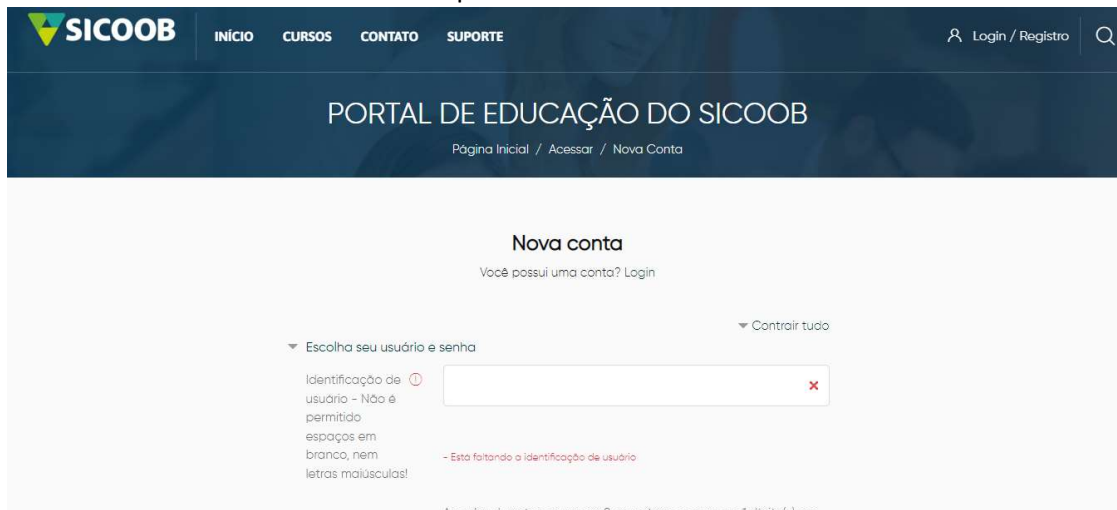 SICOOB
INÍCIO CURSOS CONTATO SUPORTE
Login / Registro
PORTAL DE EDUCAÇÃO DO SICOOB
Página Inicial / Acessar / Nova Conta
Nova conta
Você possui uma conta? Login
Contrair tudo
Escolha seu usuário e senha
Identificação de
usuário - Não é
permitido
espaços em
branco, nem
letras maiúsculas!
- Esta faltando a identificação de usuário